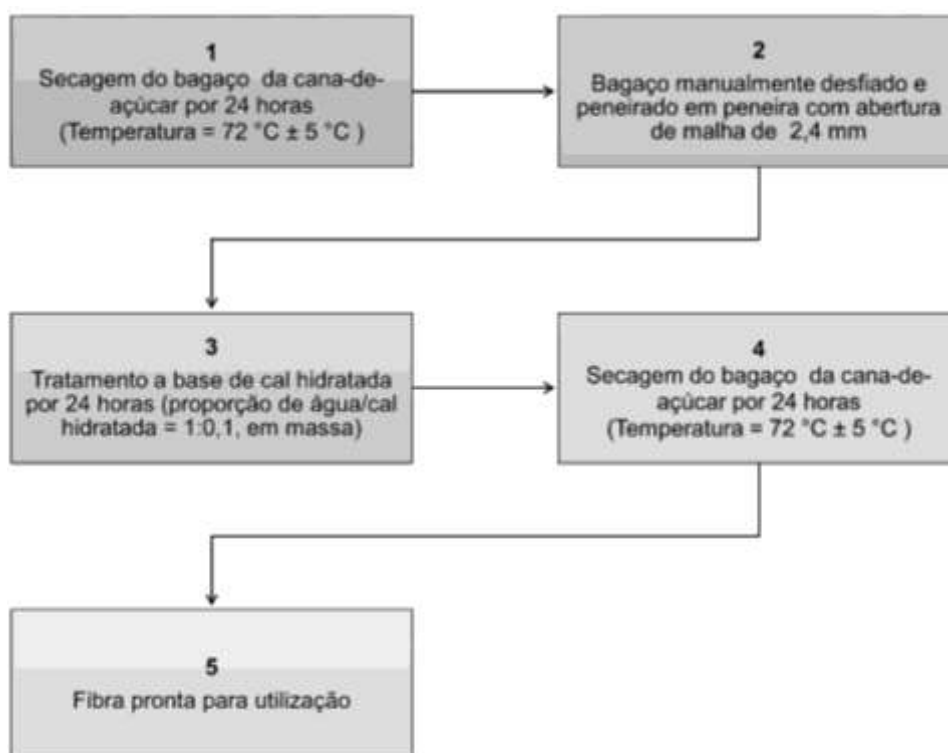 1
Secagem do bagaço da cana-de-
açúcar por 24 horas
(Temperatura = 72 °C ± 5 °C )
2
Bagaço manualmente desfiado e
peneirado em peneira com abertura
de malha de 2,4 mm
3
Tratamento a base de cal hidratada
por 24 horas (proporção de água/cal
hidratada = 1:0,1, em massa)
4
Secagem do bagaço da cana-de-
açúcar por 24 horas
(Temperatura = 72 °C ± 5 °C )
5
Fibra pronta para utilização